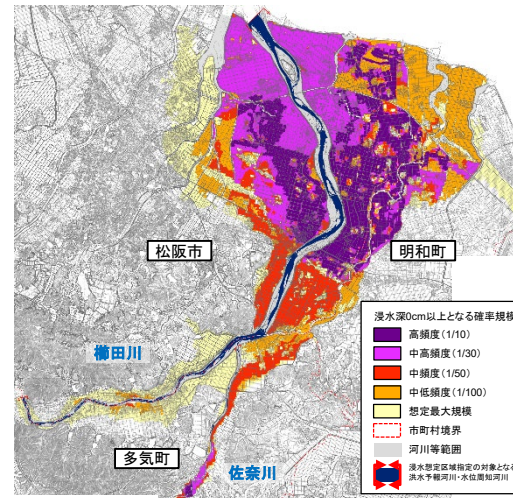 松阪市
明和町
櫛田川
多気町
佐奈川
浸水深0cm以上となる確率規模
高頻度(1/10)
中高頻度(1/30)
中頻度(1/50)
中低頻度(1/100)
想定最大規模
市町村境界
河川等範囲
浸水想定区域指定の対象となる
洪水予報河川・水位周知河川